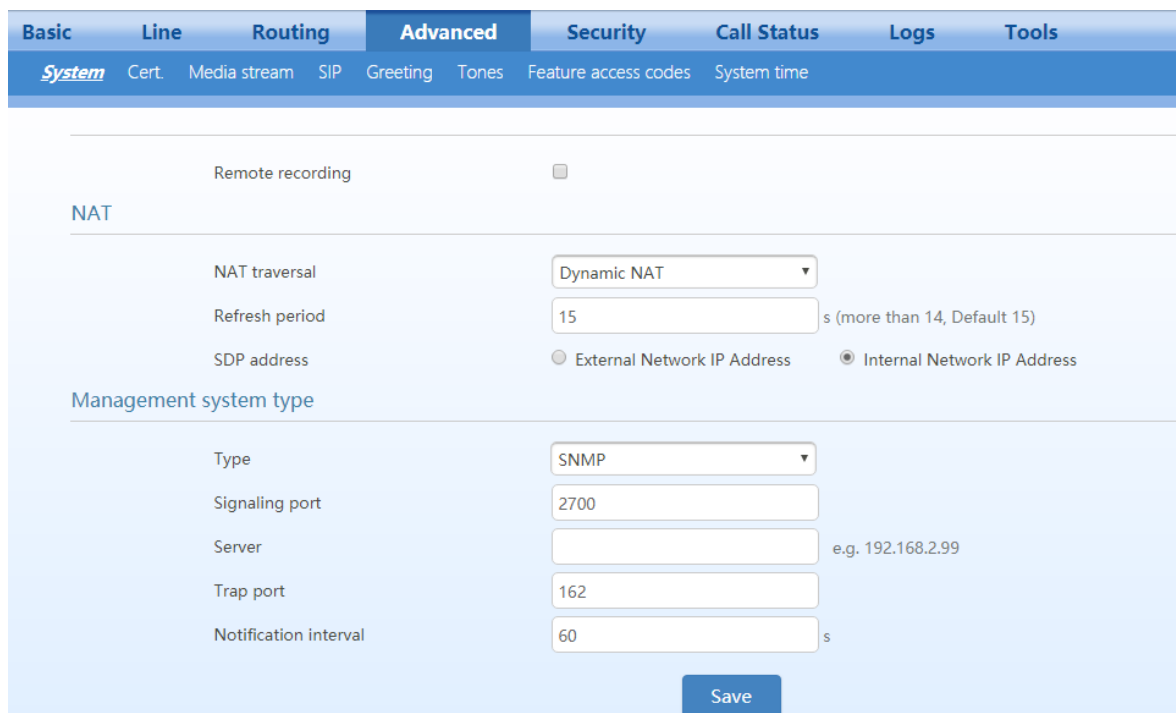 Basic Line Routing Advanced Security Call Status Logs Tools
System Cert. Media stream SIP Greeting Tones Feature access codes System time
Remote recording
NAT
NAT traversal Dynamic NAT
Refresh period 15 s (more than 14, Default 15)
SDP address External Network IP Address Internal Network IP Address
Management system type
Type SNMP
Signaling port 2700
Server e.g. 192.168.2.99
Trap port 162
Notification interval 60 s
Save